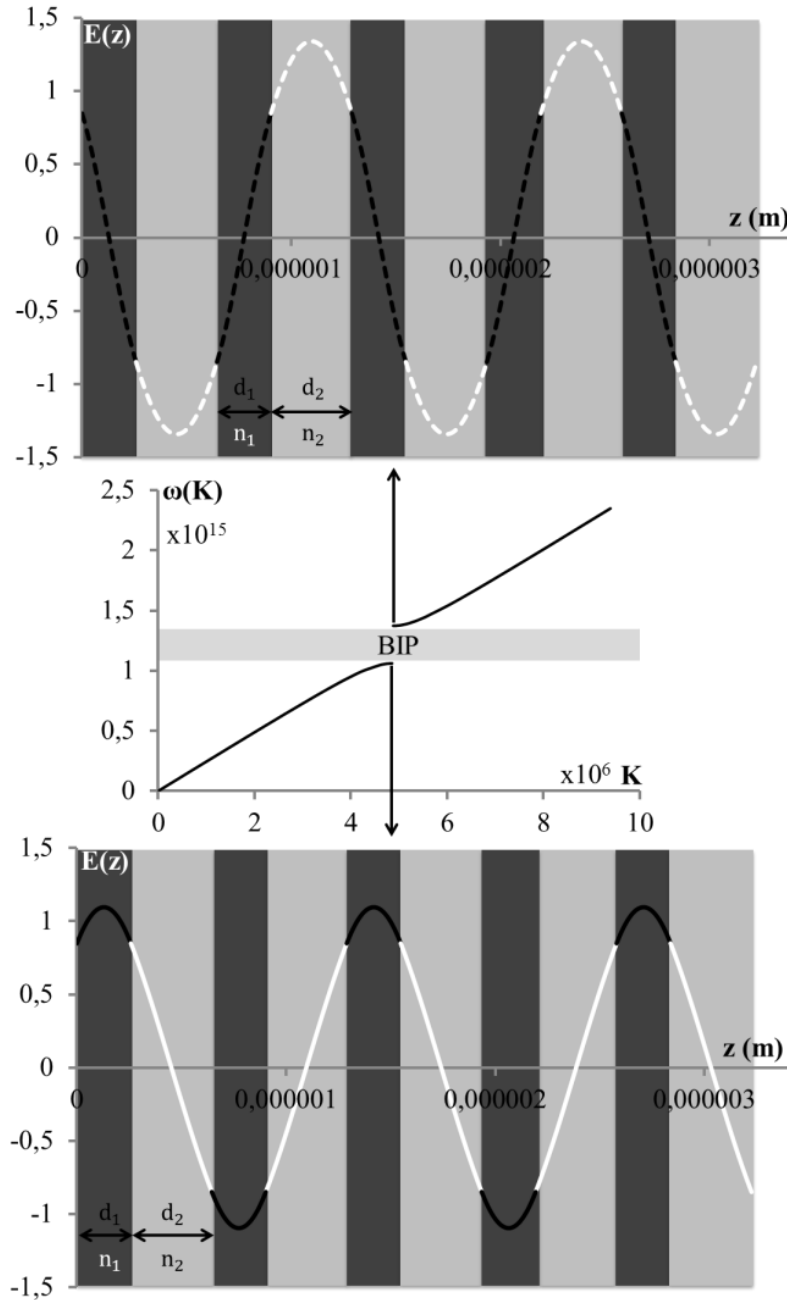 1,5
E(z)
1
0,5
0
z (m)
0
0,000001
0,000002
0,000003
-0,5
-1
d₁
d₂
n₁
n₂
-1,5
2,5
ω(K)
x10¹⁵
2
1,5
BIP
1
0,5
x10⁶ K
0
0 2 4 6 8 10
1,5
E(z)
1
0,5
0
z (m)
0
0,000001
0,000002
0,000003
-0,5
-1
d₁
d₂
n₁
n₂
-1,5